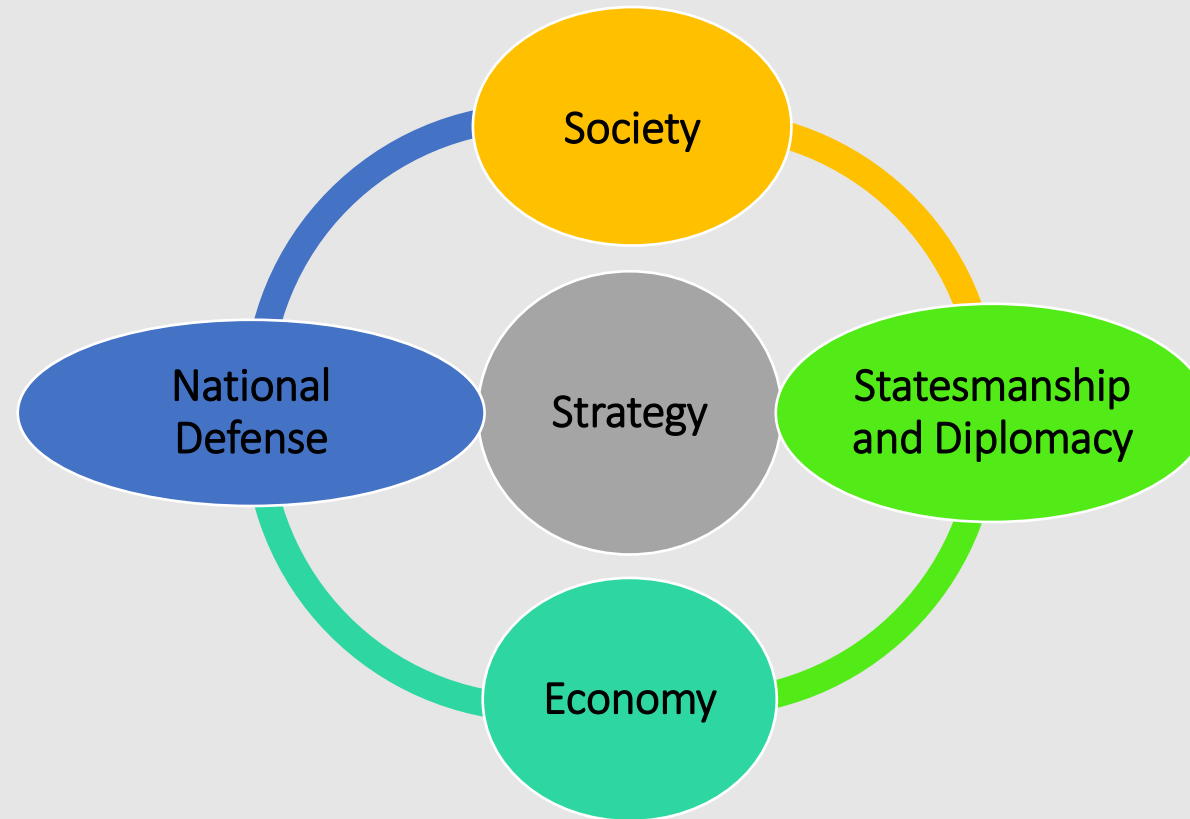 Society
National
Defense
Strategy
Statesmanship
and Diplomacy
Economy